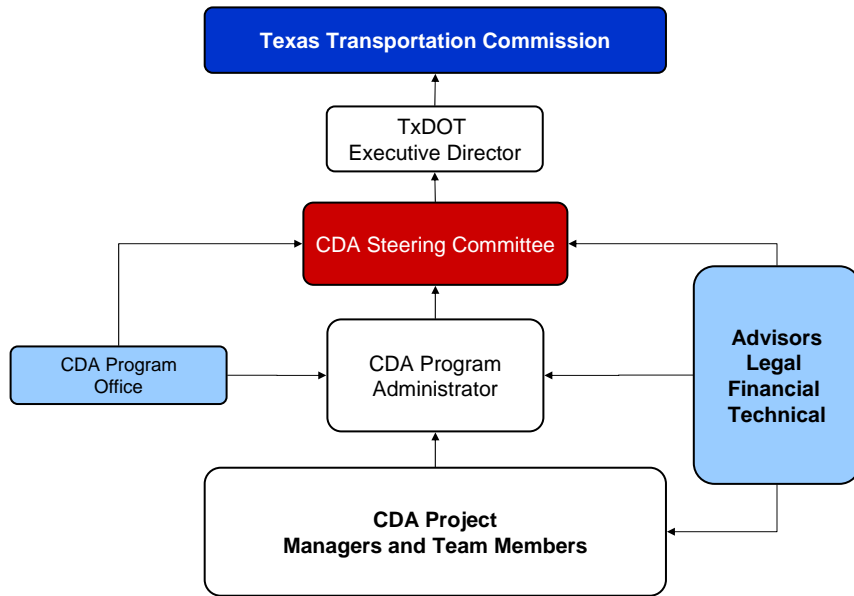 Texas Transportation Commission
TxDOT
Executive Director
CDA Steering Committee
CDA Program
Office
CDA Program
Administrator
Advisors
Legal
Financial
Technical
CDA Project
Managers and Team Members